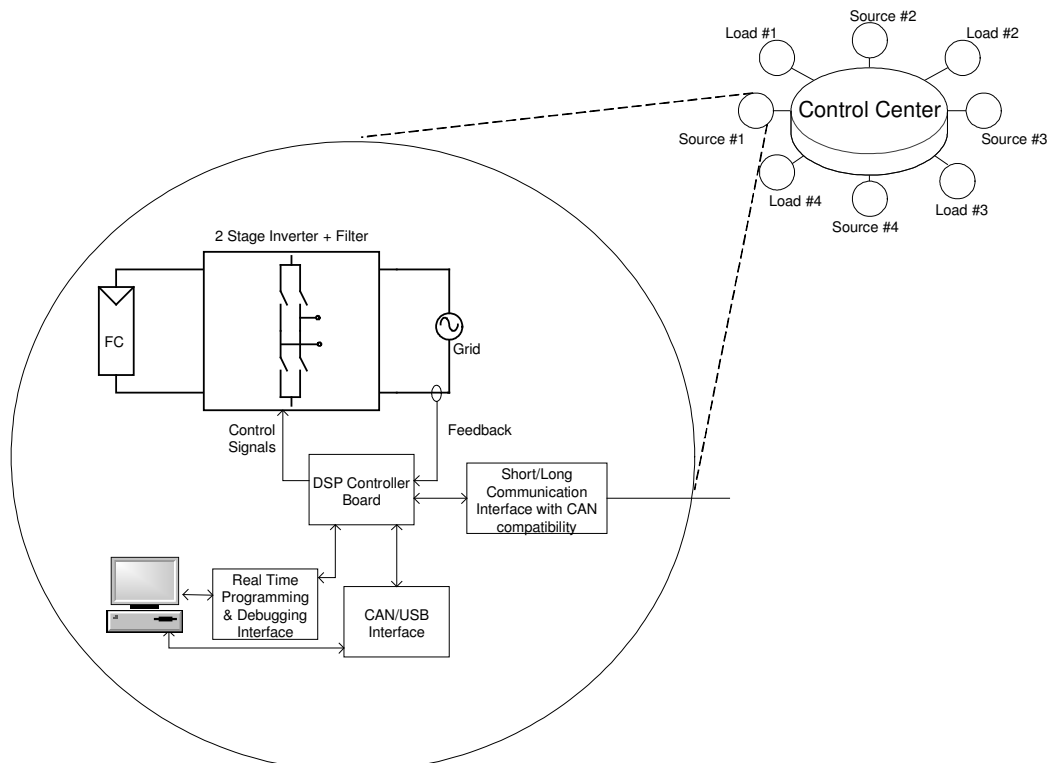 Source #2
Load #1
Load #2
Control Center
Source #1
Source #3
Load #4
Load #3
Source #4
2 Stage Inverter + Filter
FC
Grid
Control
Signals
Feedback
DSP Controller
Board
Short/Long
Communication
Interface with CAN
compatibility
Real Time
Programming
& Debugging
Interface
CAN/USB
Interface